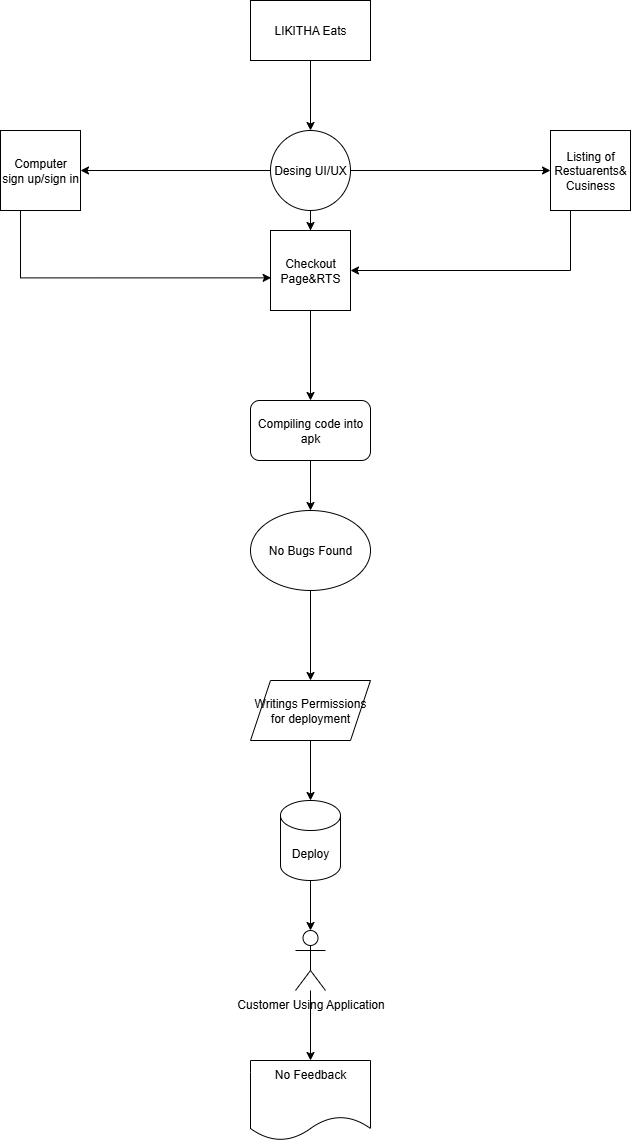 LIKITHA Eats
Computer
sign up/sign in
Desing UI/UX
Listing of
Restuarents&
Cusiness
Checkout
Page&RTS
Compiling code into
apk
No Bugs Found
Writings Permissions
for deployment
Deploy
Customer Using Application
No Feedback